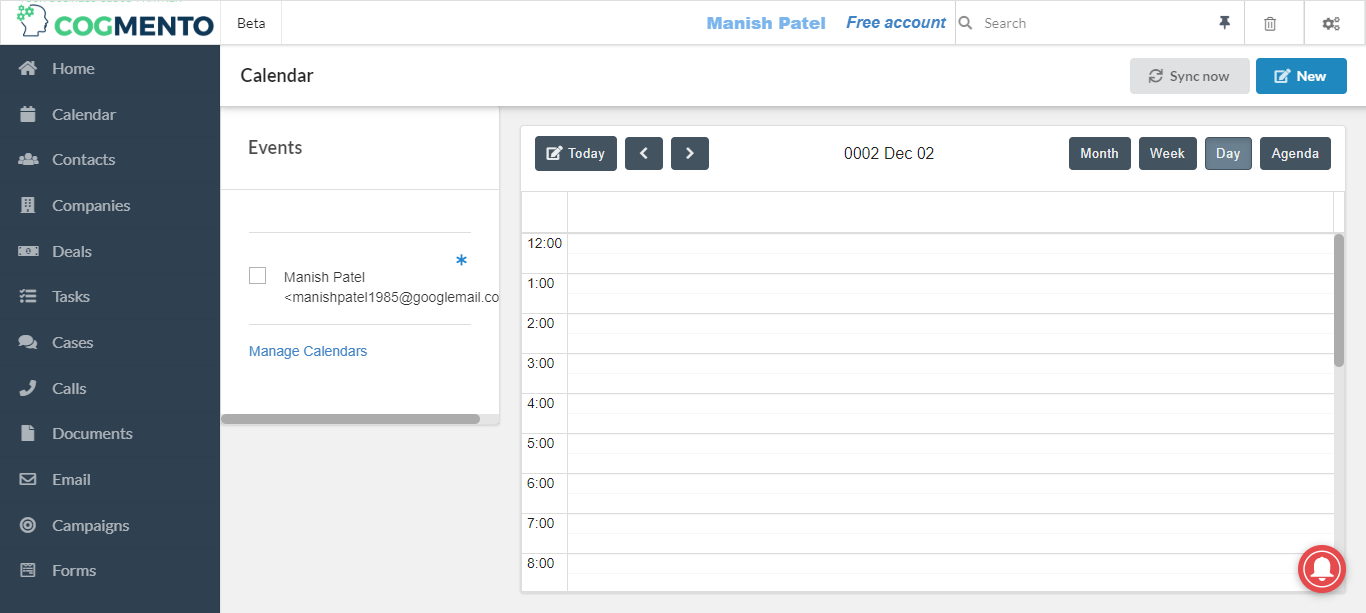 COGMENTO
Beta
Manish Patel
Free account
Search
Home
Calendar
Contacts
Companies
Deals
Tasks
Cases
Calls
Documents
Email
Campaigns
Forms
Calendar
Sync now
New
Events
Manish Patel
<manishpatel1985@googlemail.co
Manage Calendars
Today
0002 Dec 02
Month
Week
Day
Agenda
12:00
1:00
2:00
3:00
4:00
5:00
6:00
7:00
8:00